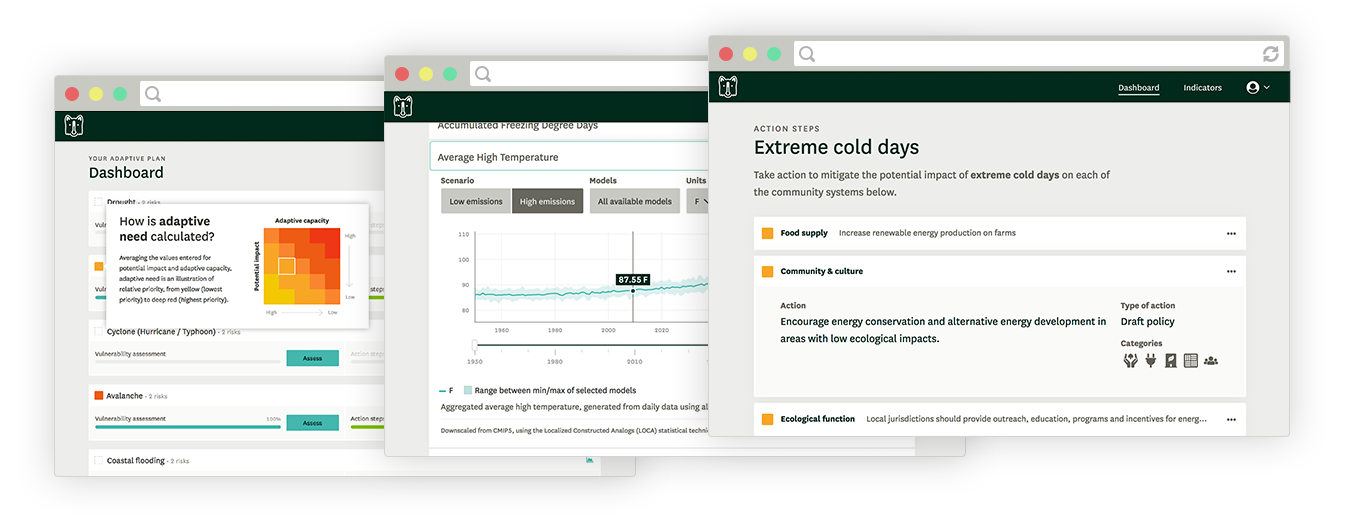 YOUR ADAPTIVE PLAN
Dashboard
Drought - 2 risks
How is adaptive
need calculated?
Averaging the values entered for
potential impact and adaptive capacity,
adaptive need is an illustration of
relative priority, from yellow (lowest
priority) to deep red (highest priority).
Adaptive capacity
Potential impact
High
Low
High
Low
Cyclone (Hurricane / Typhoon) - 2 risks
Vulnerability assessment
Assess
Action steps
Avalanche - 2 risks
Vulnerability assessment
100%
Assess
Action steps
Coastal flooding - 2 risks
Accumulated Freezing Degree Days
Average High Temperature
Scenario
Models
Units
Low emissions
High emissions
All available models
F
110
100
90
80
87.55 F
1960
1980
2000
2020
1950
1980
2010
F
Range between min/max of selected models
Aggregated average high temperature, generated from daily data using al
Downscaled from CMIP5, using the Localized Constructed Analogs (LOCA) statistical techni
Dashboard
Indicators
ACTION STEPS
Extreme cold days
Take action to mitigate the potential impact of extreme cold days on each of
the community systems below.
Food supply Increase renewable energy production on farms
Community & culture
Action
Encourage energy conservation and alternative energy development in
areas with low ecological impacts.
Type of action
Draft policy
Categories
Ecological function Local jurisdictions should provide outreach, education, programs and incentives for energ...